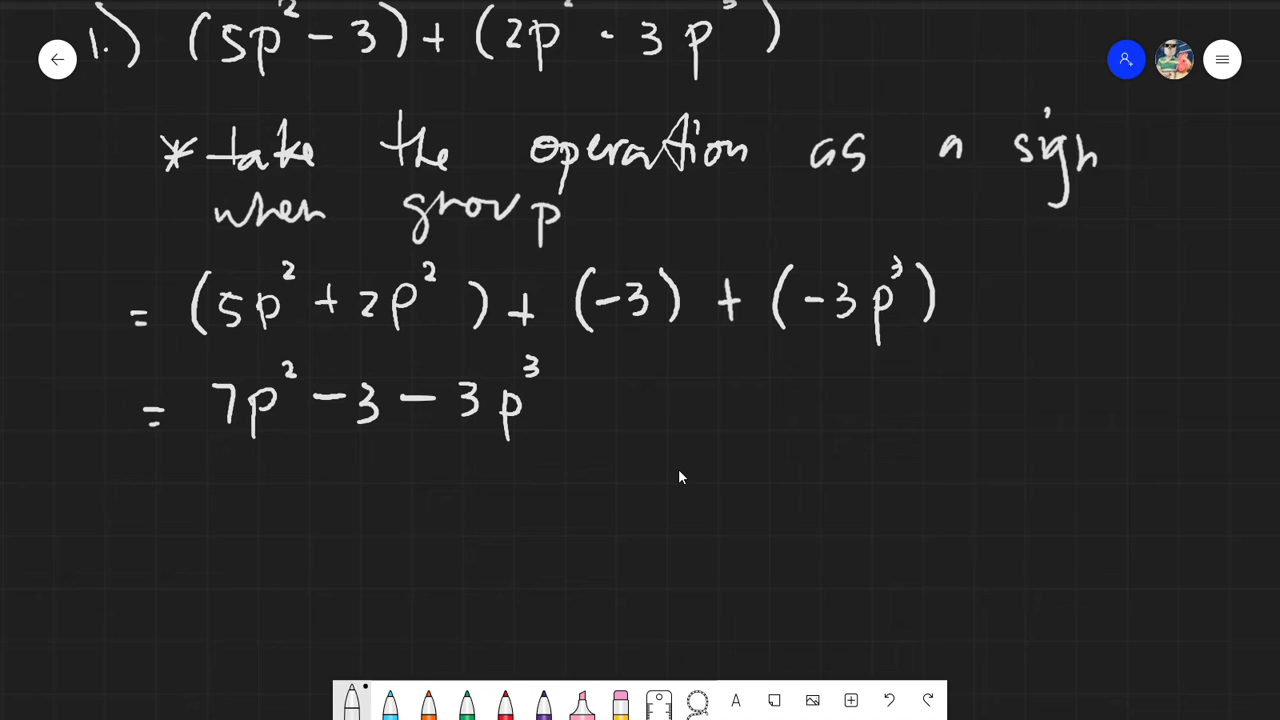 1.) (5p² - 3) + (2p² - 3p³)
* take the operation as a sign
when group
= (5p² + 2p²) + (-3) + (-3p³)
= 7p² - 3 - 3p³
A